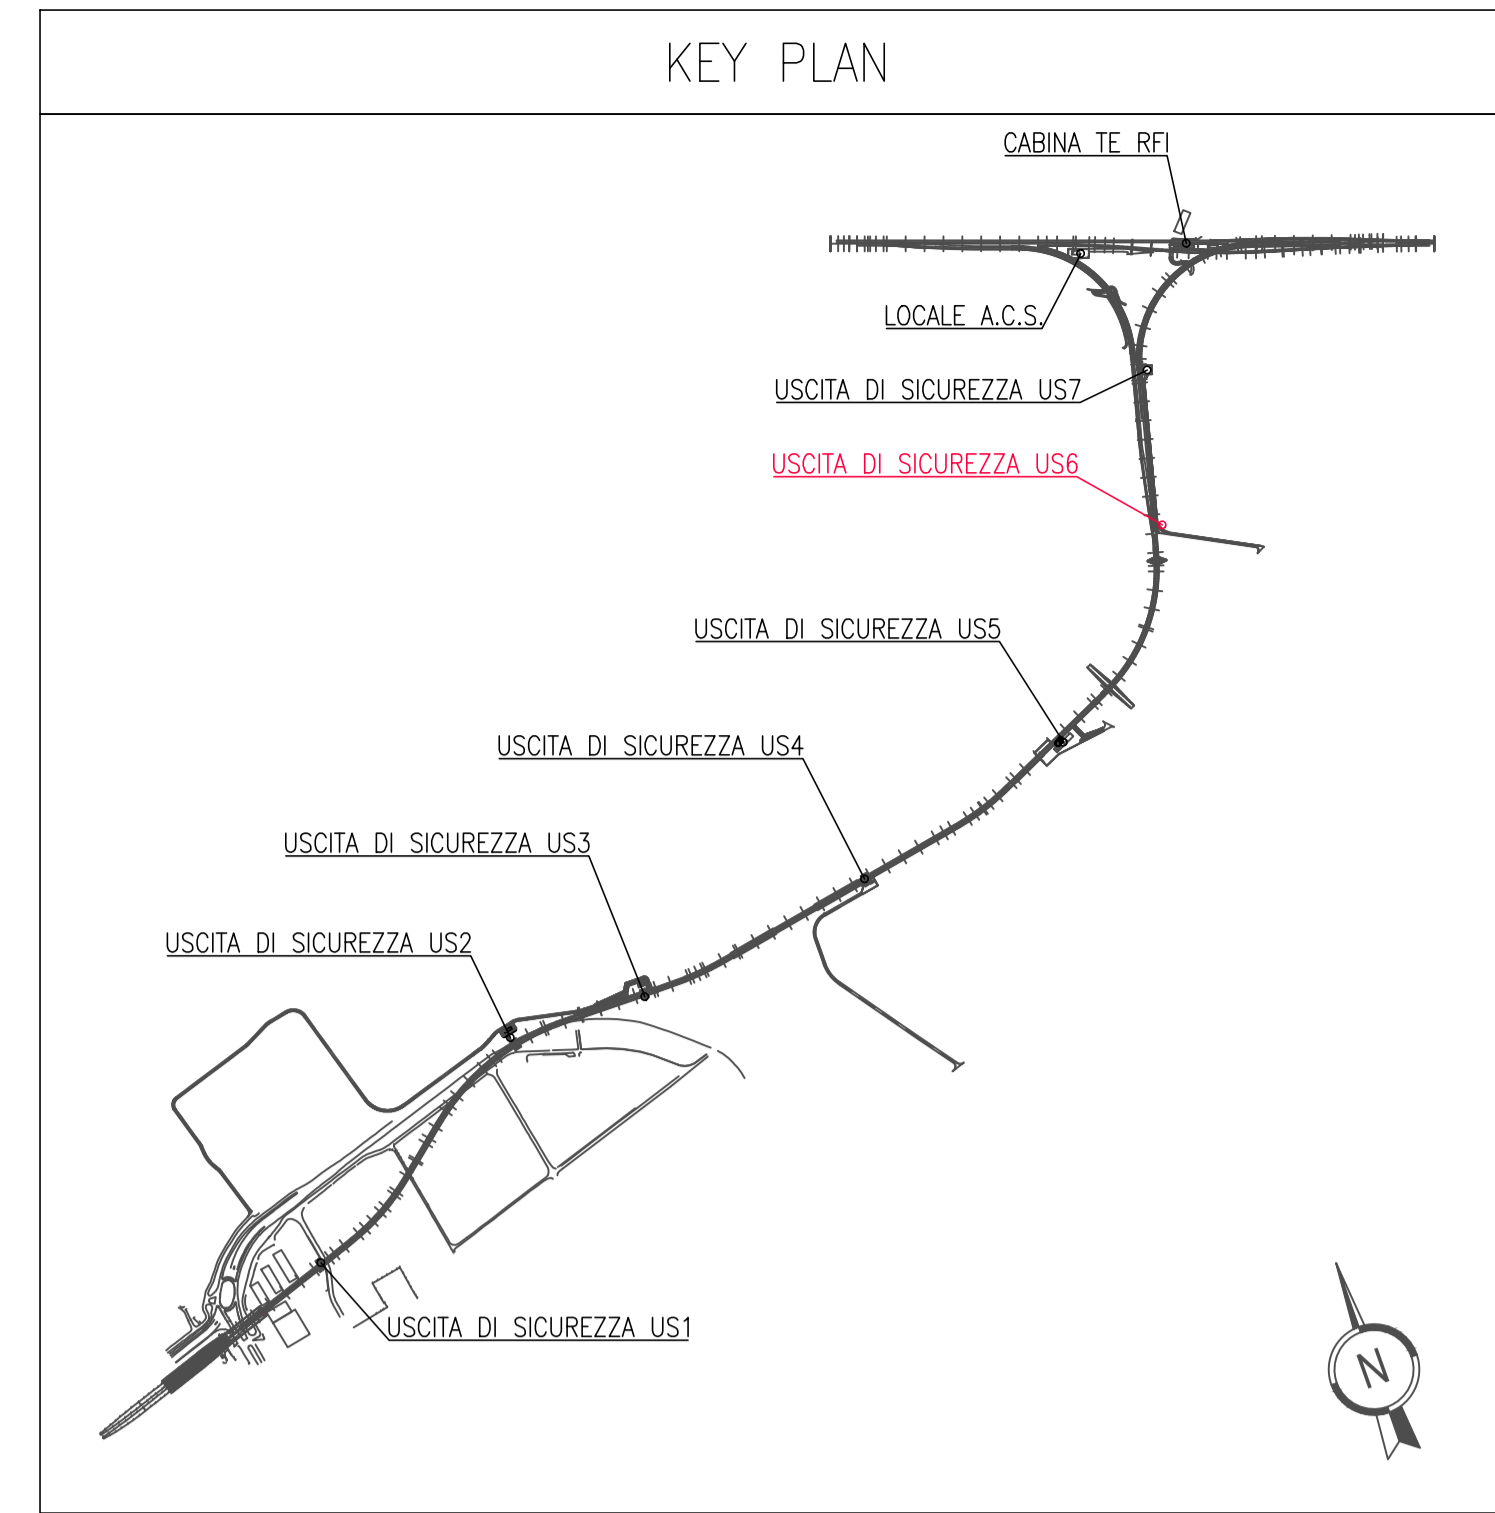 KEY PLAN
CABINA TE RFI
LOCALE A.C.S.
USCITA DI SICUREZZA US7
USCITA DI SICUREZZA US6
USCITA DI SICUREZZA US5
USCITA DI SICUREZZA US4
USCITA DI SICUREZZA US3
USCITA DI SICUREZZA US2
USCITA DI SICUREZZA US1
N